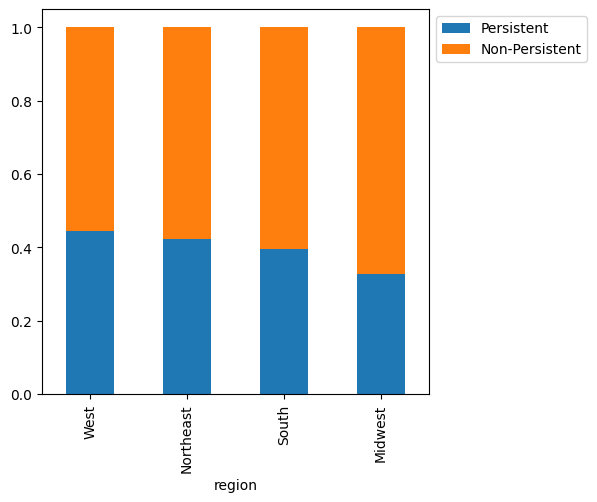 1.0
0.8
0.6
0.4
0.2
0.0
West
Northeast
South
Midwest
region
Persistent
Non-Persistent